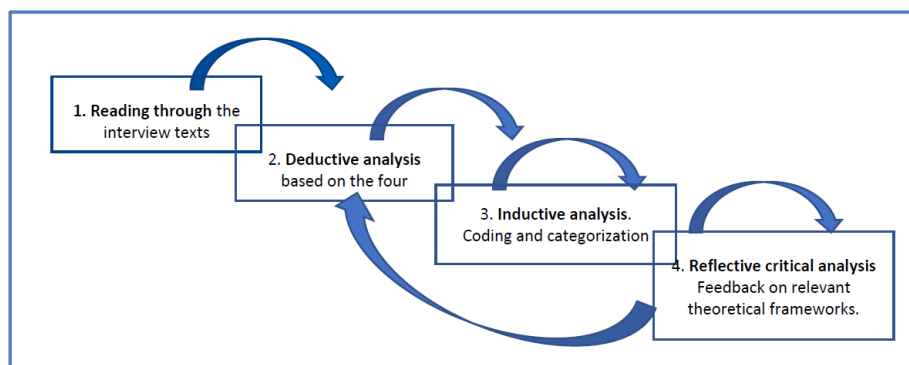 1. Reading through the
interview texts
2. Deductive analysis
based on the four
3. Inductive analysis.
Coding and categorization
4. Reflective critical analysis
Feedback on relevant
theoretical frameworks.